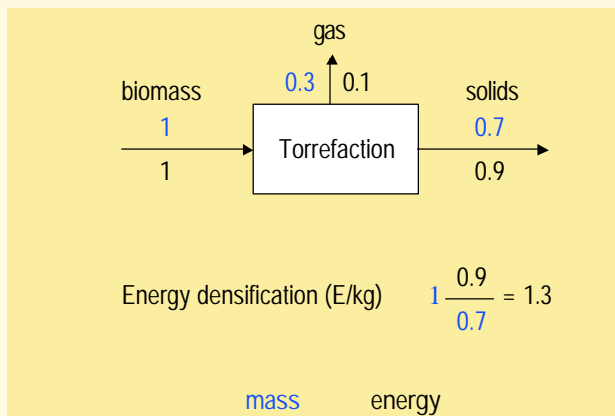 gas
0.3 0.1
biomass
solids
1
0.7
Torrefaction
1
0.9
Energy densification (E/kg) 1 0.9/0.7 = 1.3
mass energy